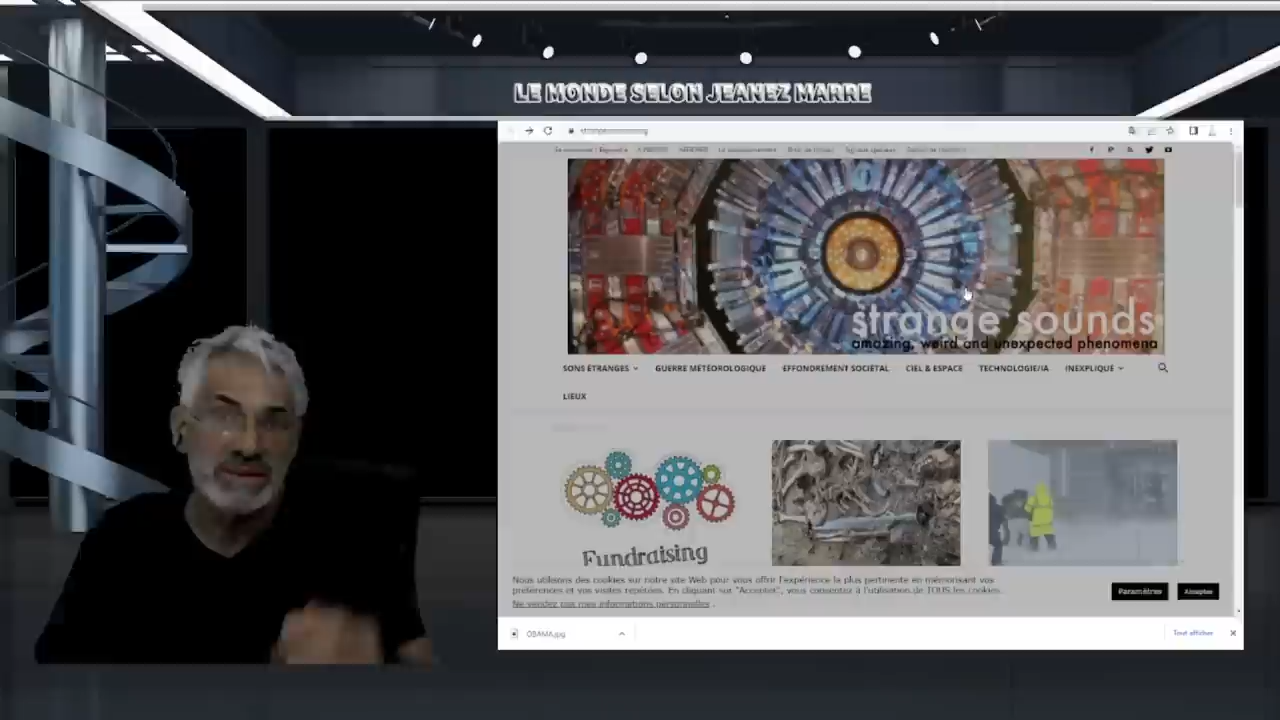 LE MONDE SELON JEANEZ MARRE
strange sounds
amazing, weird and unexpected phenomena
SONS ÉTRANGES
GUERRE MÉTÉOROLOGIQUE
EFFONDREMENT SOCIÉTAL
CIEL & ESPACE
TECHNOLOGIE/IA
INEXPLIQUÉ
LIEUX
Fundraising
Nous utilisons des cookies sur notre site Web pour vous offrir l'expérience la plus pertinente en mémorisant vos
préférences et vos visites répétées. En cliquant sur "Accepter", vous consentez à l'utilisation de TOUS les cookies.
Ne vendez pas mes informations personnelles .
Paramètres
Accepter
OBAMA.jpg
Tout afficher